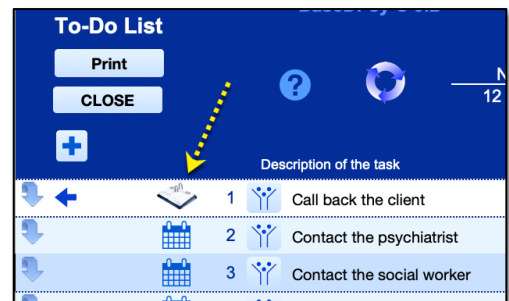 To-Do List
Print
CLOSE
?
N
12
+
Description of the task
1 Call back the client
2 Contact the psychiatrist
3 Contact the social worker